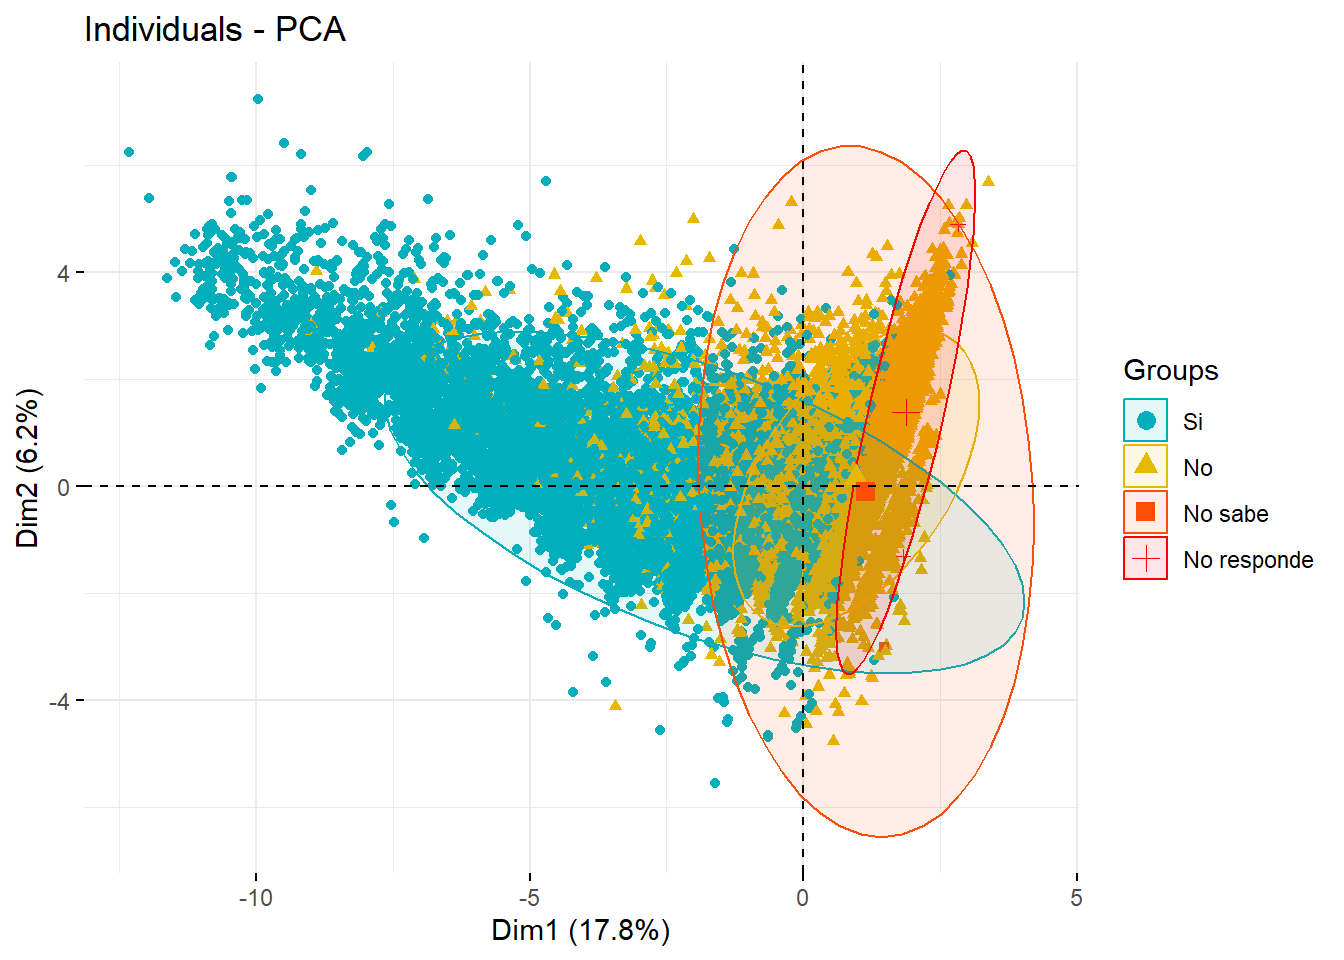 Individuals - PCA
4
0
-4
Dim2 (6.2%)
-10
-5
0
5
Dim1 (17.8%)
Groups
Si
No
No sabe
No responde